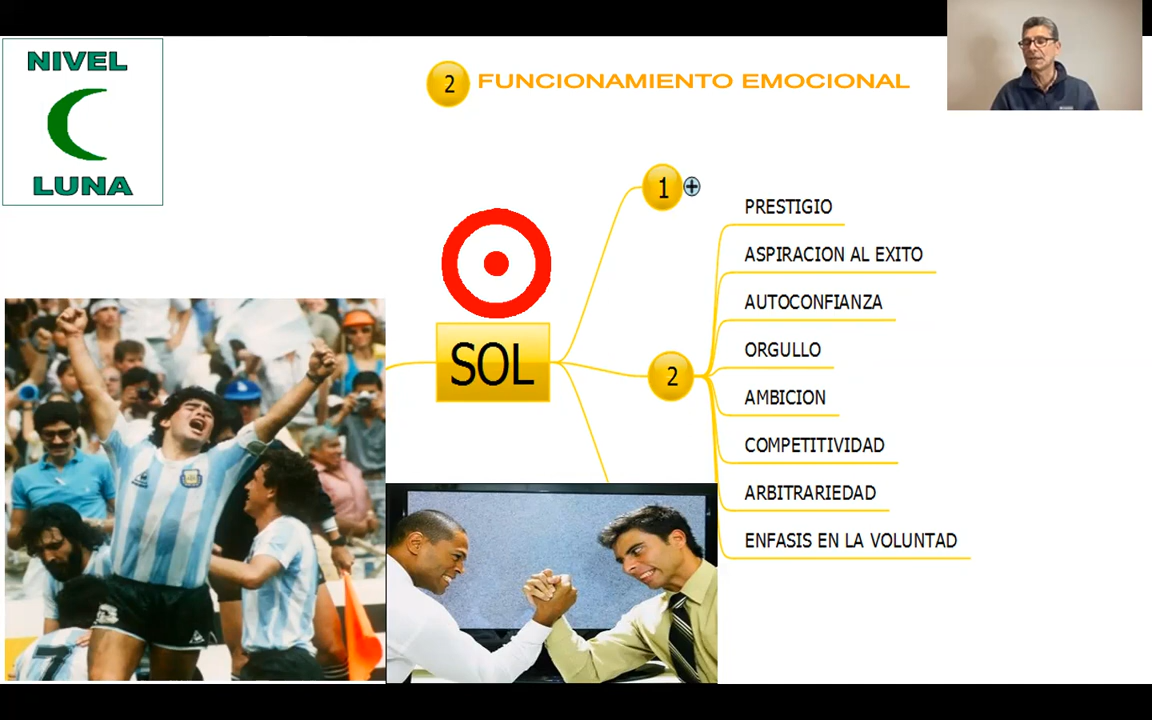 NIVEL
LUNA
2 FUNCIONAMIENTO EMOCIONAL
SOL
1
2
PRESTIGIO
ASPIRACION AL EXITO
AUTOCONFIANZA
ORGULLO
AMBICION
COMPETITIVIDAD
ARBITRARIEDAD
ENFASIS EN LA VOLUNTAD
7